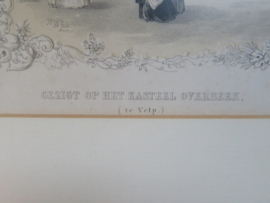 GEZIGT OP HET KASTEEL OVERBEEK,
(te Velp.)